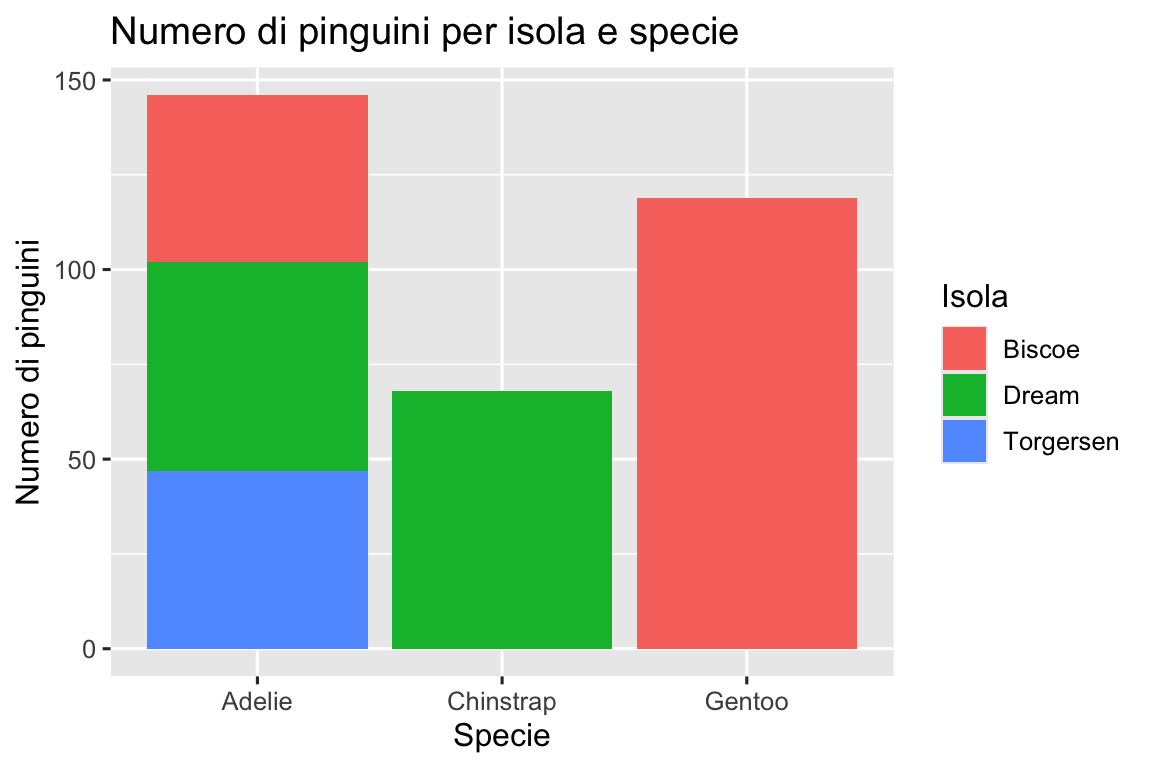 Numero di pinguini per isola e specie
Numero di pinguini
150
100
50
0
Adelie Chinstrap Gentoo
Specie
Isola
Biscoe
Dream
Torgersen